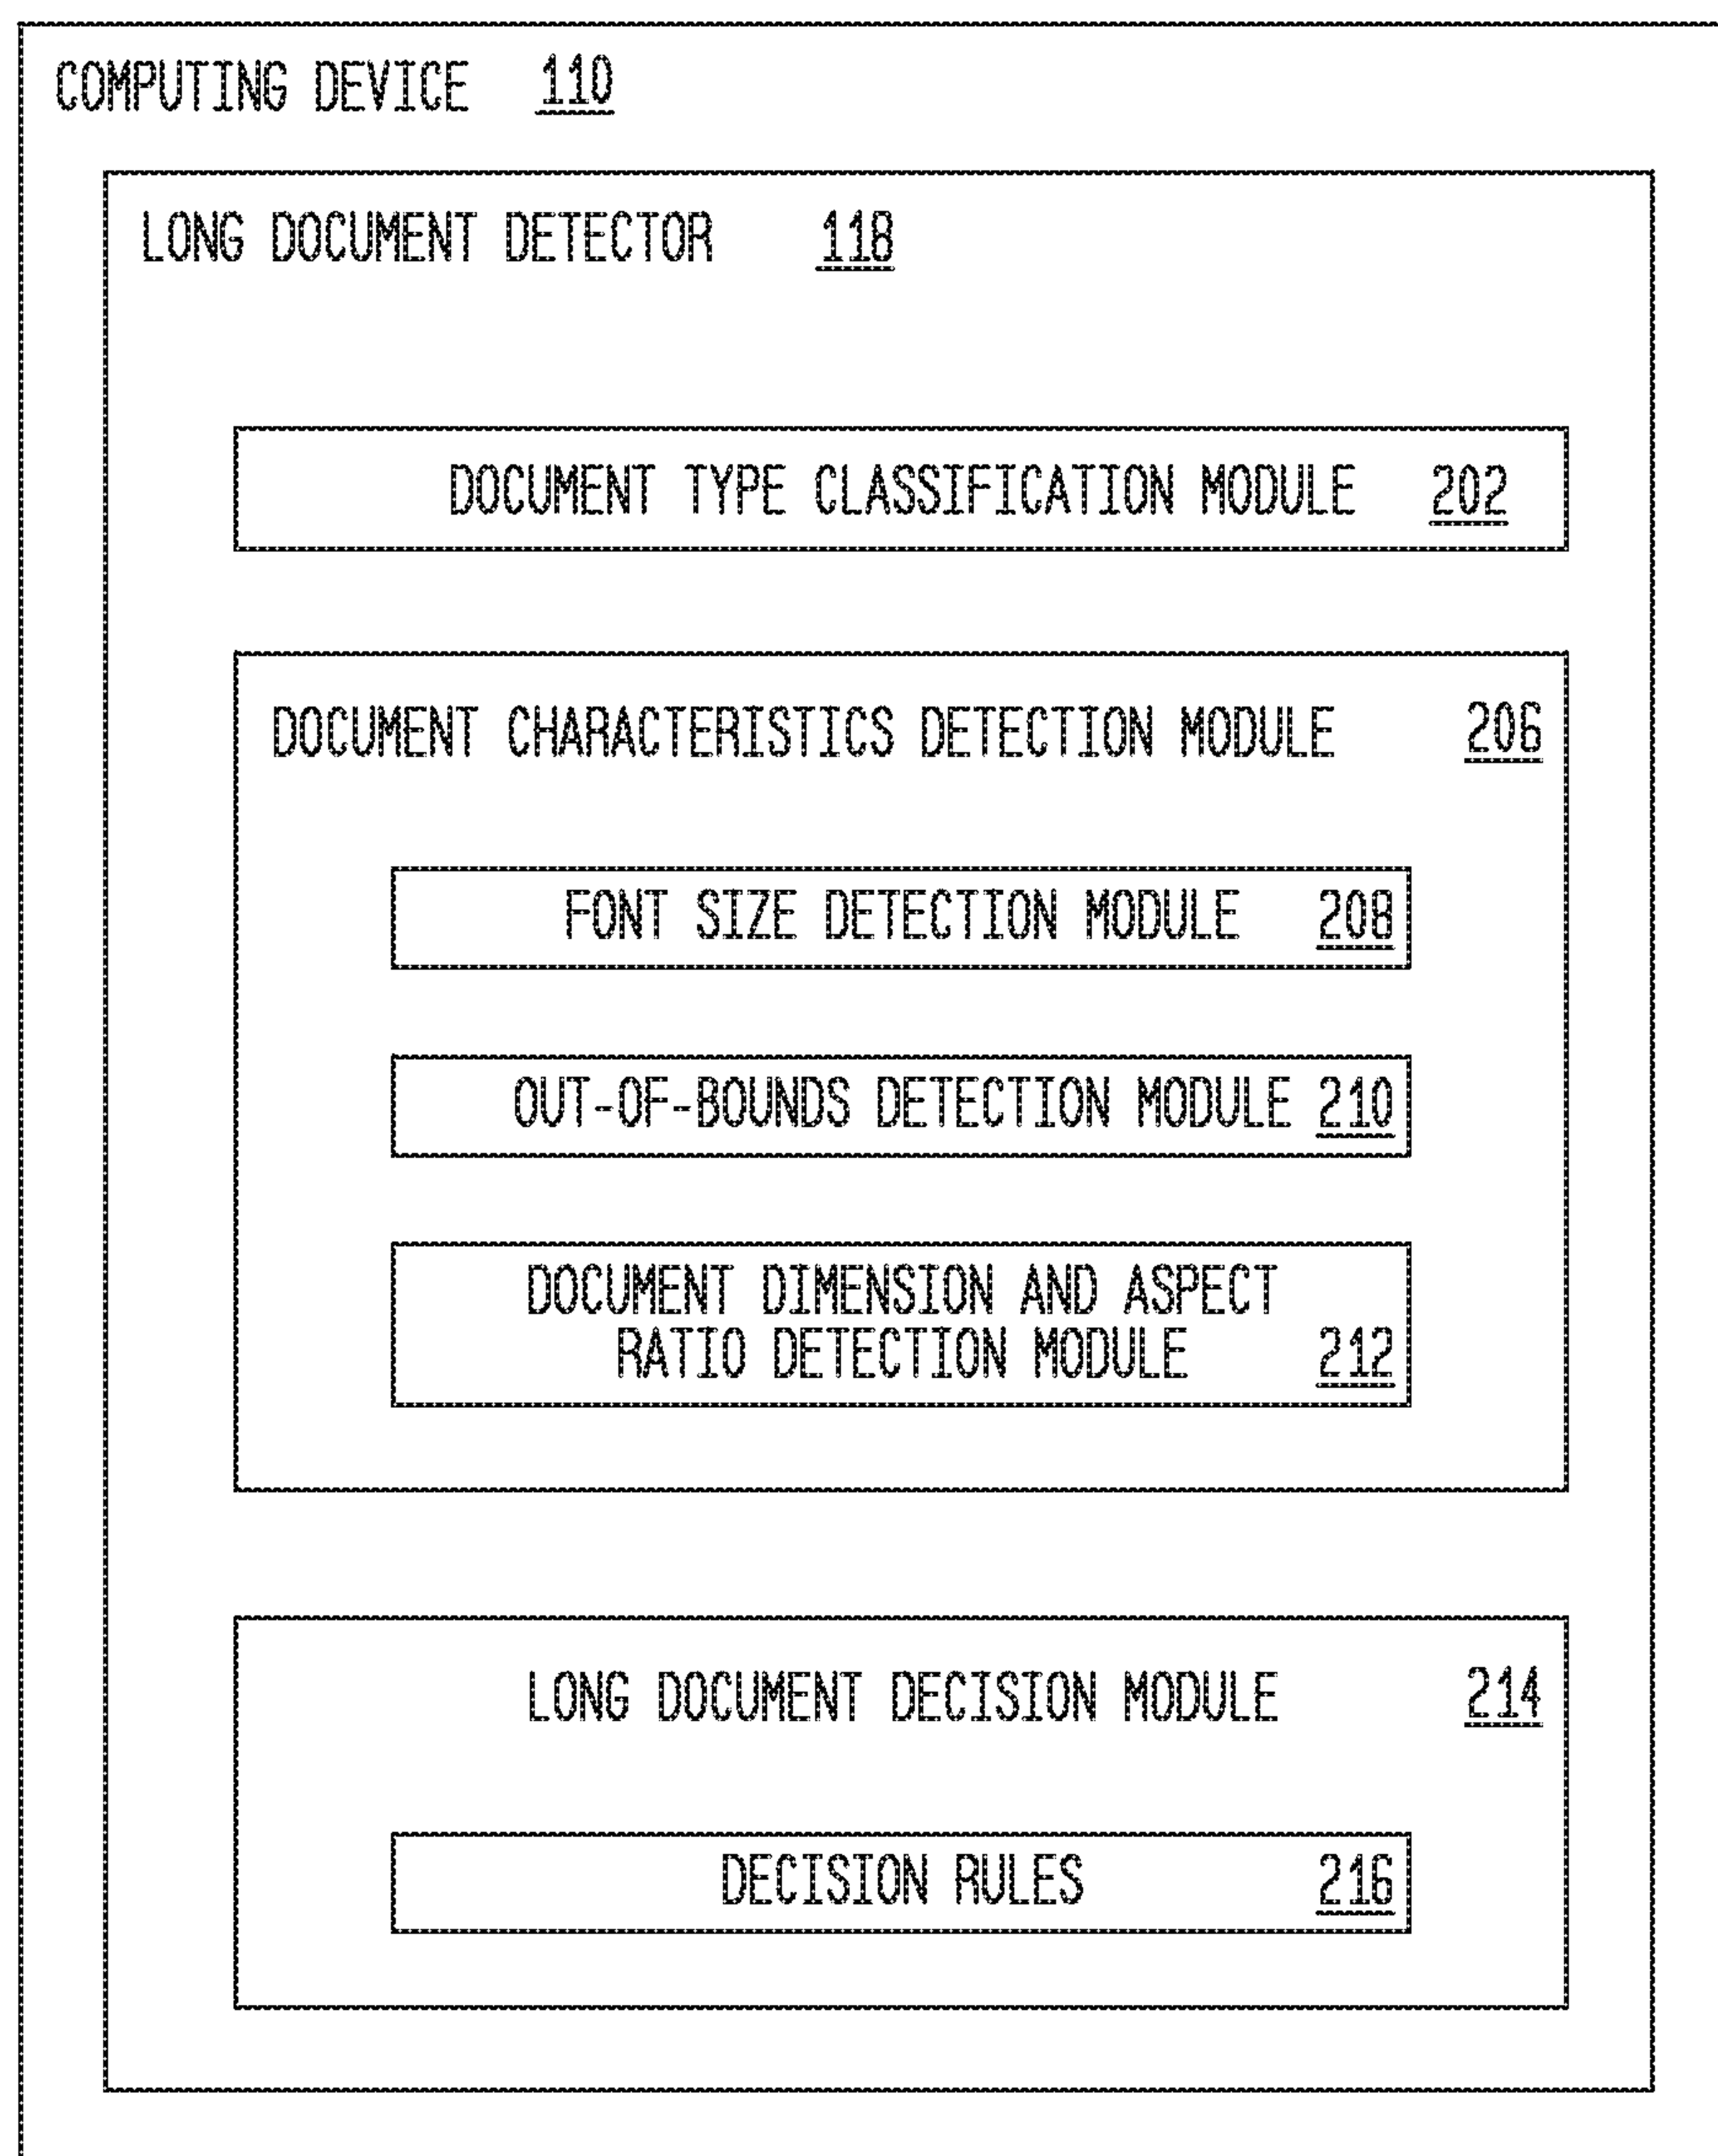 COMPUTING DEVICE 110
LONG DOCUMENT DETECTOR 118
DOCUMENT TYPE CLASSIFICATION MODULE 202
DOCUMENT CHARACTERISTICS DETECTION MODULE 206
FONT SIZE DETECTION MODULE 208
OUT-OF-BOUNDS DETECTION MODULE 210
DOCUMENT DIMENSION AND ASPECT
RATIO DETECTION MODULE 212
LONG DOCUMENT DECISION MODULE 214
DECISION RULES 216